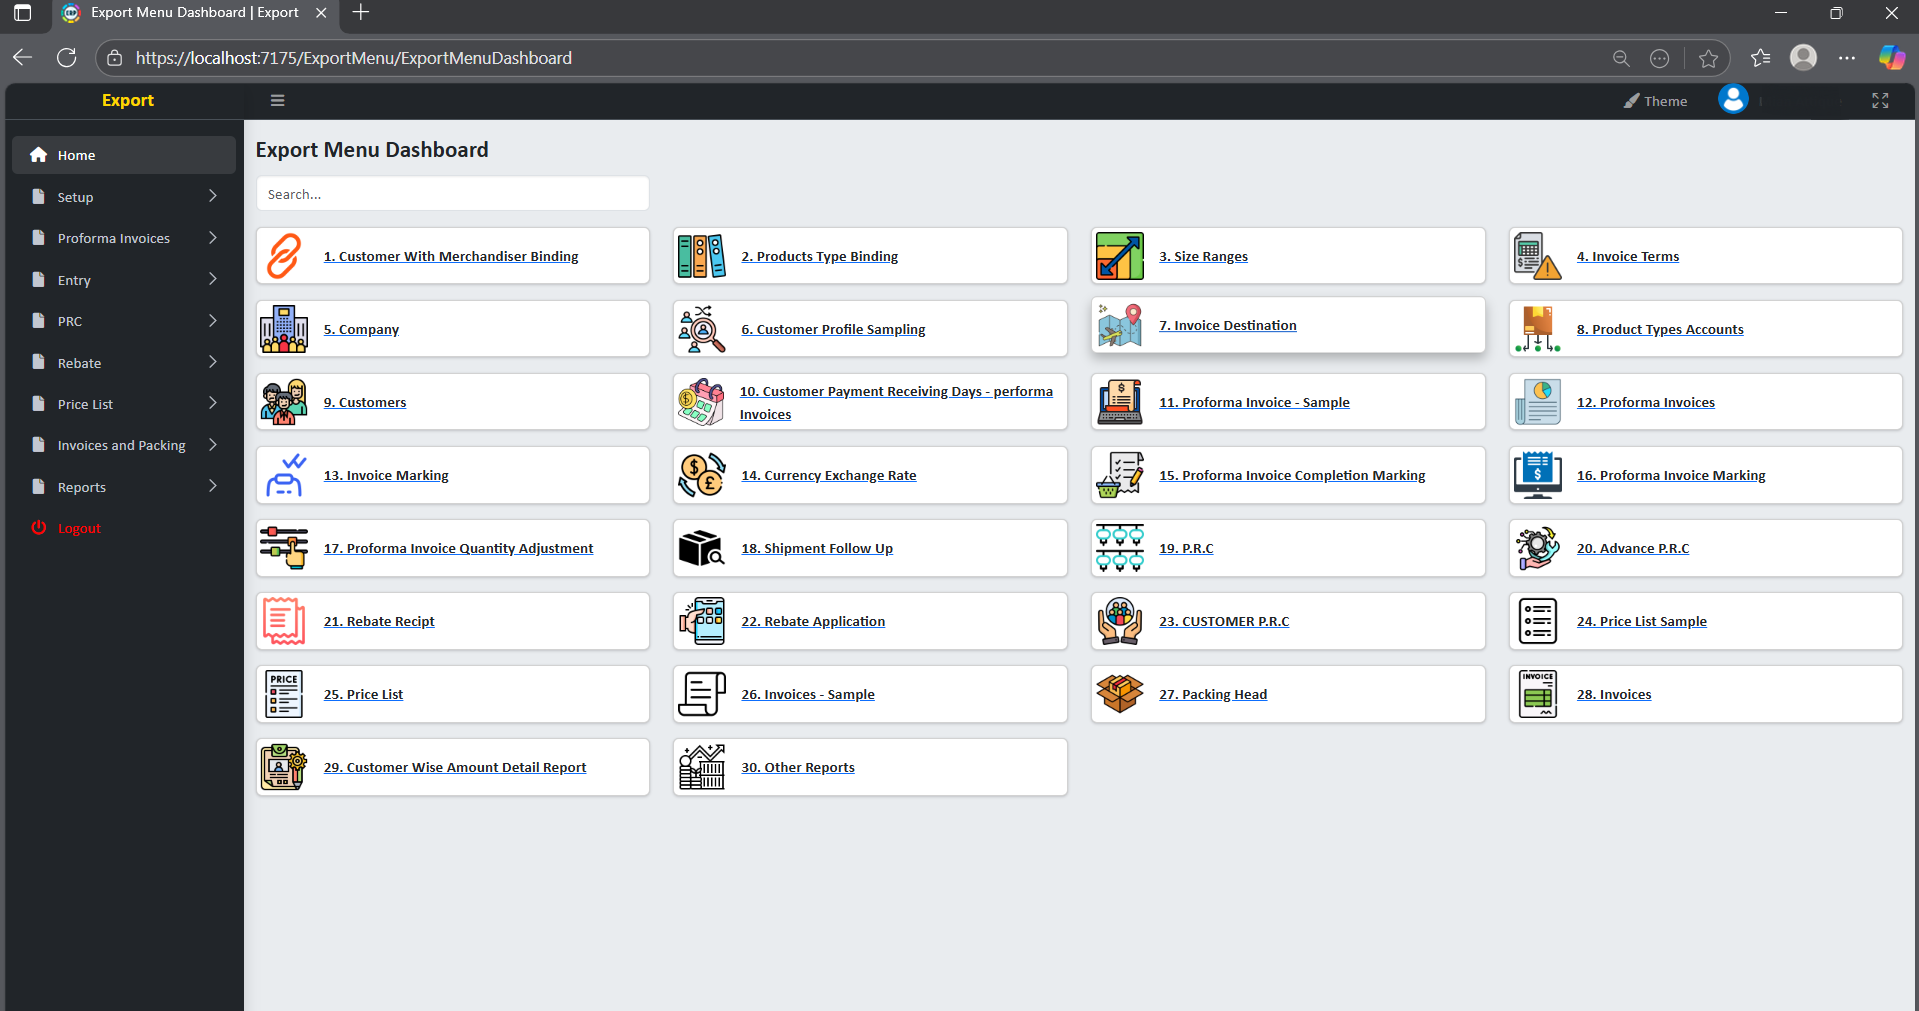 Export Menu Dashboard | Export
https://localhost:7175/ExportMenu/ExportMenuDashboard
Export
Theme
Home
Setup
Proforma Invoices
Entry
PRC
Rebate
Price List
Invoices and Packing
Reports
Logout
Export Menu Dashboard
Search...
1. Customer With Merchandiser Binding
2. Products Type Binding
3. Size Ranges
4. Invoice Terms
5. Company
6. Customer Profile Sampling
7. Invoice Destination
8. Product Types Accounts
9. Customers
10. Customer Payment Receiving Days - performa
Invoices
11. Proforma Invoice - Sample
12. Proforma Invoices
13. Invoice Marking
14. Currency Exchange Rate
15. Proforma Invoice Completion Marking
16. Proforma Invoice Marking
17. Proforma Invoice Quantity Adjustment
18. Shipment Follow Up
19. P.R.C
20. Advance P.R.C
21. Rebate Recipt
22. Rebate Application
23. CUSTOMER P.R.C
24. Price List Sample
PRICE
25. Price List
26. Invoices - Sample
27. Packing Head
INVOICE
28. Invoices
29. Customer Wise Amount Detail Report
30. Other Reports